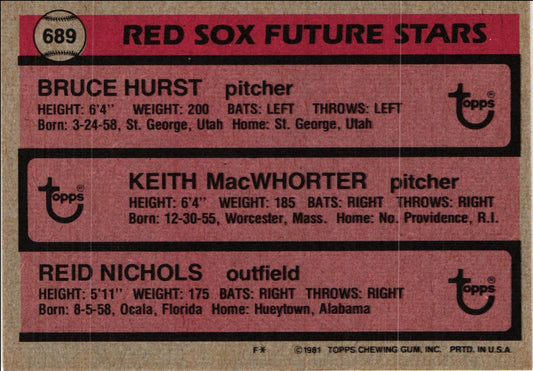 689 RED SOX FUTURE STARS
BRUCE HURST pitcher
HEIGHT: 6'4" WEIGHT: 200 BATS: LEFT THROWS: LEFT
Born: 3-24-58, St. George, Utah Home: St. George, Utah
Topps®
KEITH MacWHORTER pitcher
HEIGHT: 6'4" WEIGHT: 185 BATS: RIGHT THROWS: RIGHT
Born: 12-30-55, Worcester, Mass. Home: No. Providence, R.I.
Topps®
REID NICHOLS outfield
HEIGHT: 5'11" WEIGHT: 175 BATS: RIGHT THROWS: RIGHT
Born: 8-5-58, Ocala, Florida Home: Hueytown, Alabama
Topps®
F* ©1981 TOPPS CHEWING GUM, INC. PRTD. IN U.S.A.